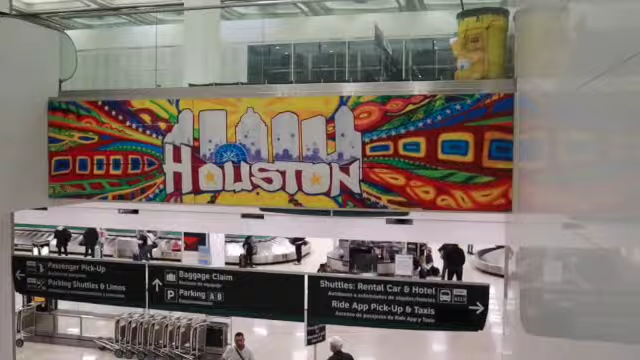 HOUSTON
Passenger Pick-Up
Parking Shuttles & Limos
Baggage Claim
Parking A B
Shuttles: Rental Car & Hotel
Ride App Pick-Up & Taxis